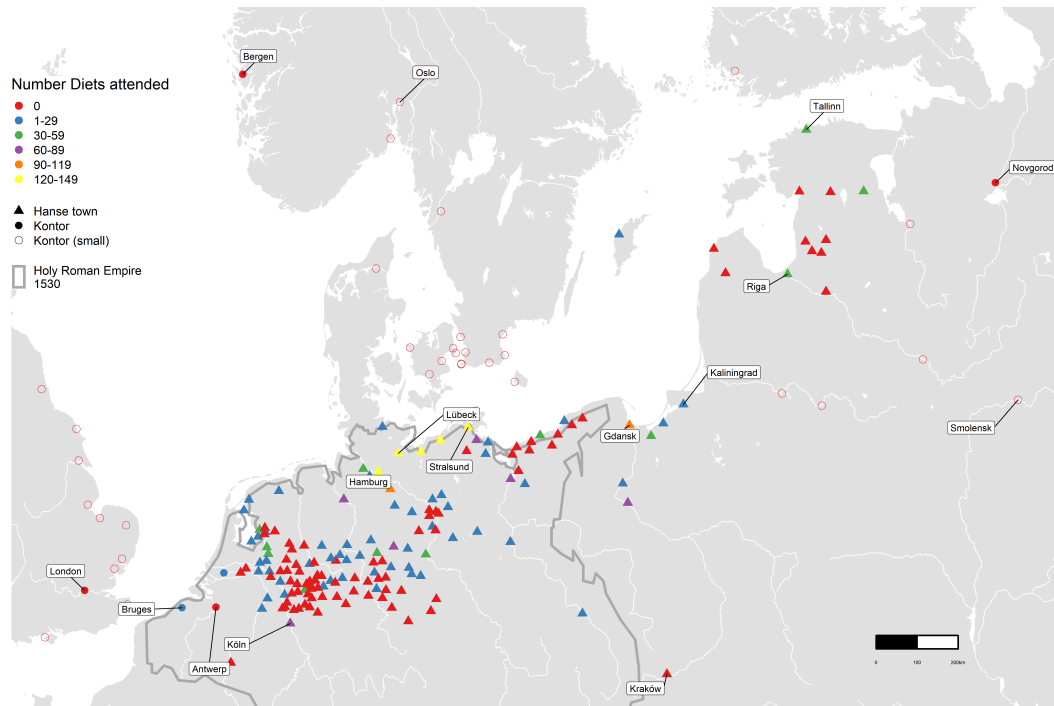 Bergen
Oslo
Number Diets attended
0
1-29
30-59
60-89
90-119
120-149
Hanse town
Kontor
Kontor (small)
Holy Roman Empire
1530
Tallinn
Novgorod
Riga
Kaliningrad
Lübeck
Gdansk
Smolensk
Stralsund
Hamburg
London
Bruges
Köln
Antwerp
Kraków
0
100
200km